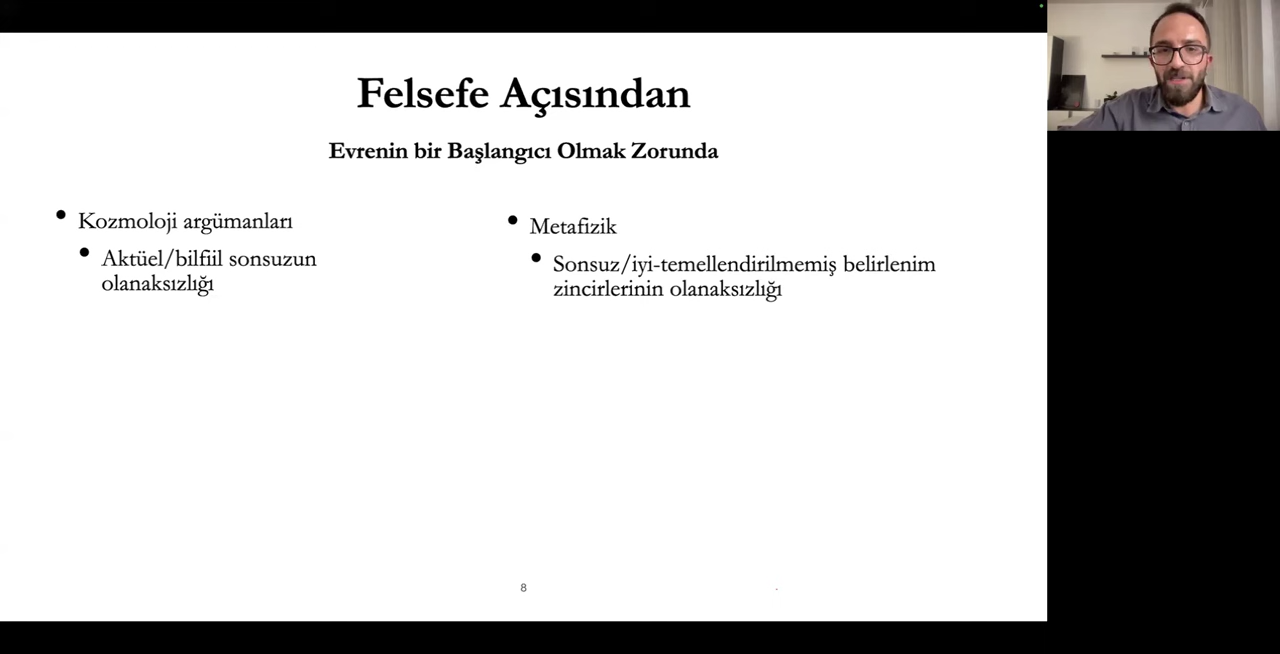 Felsefe Açısından
Evrenin bir Başlangıcı Olmak Zorunda
• Kozmoloji argümanları
• Aktüel/bilfiil sonsuzun
olanaksızlığı
• Metafizik
• Sonsuz/iyi-temellendirilmemiş belirlenim
zincirlerinin olanaksızlığı
8